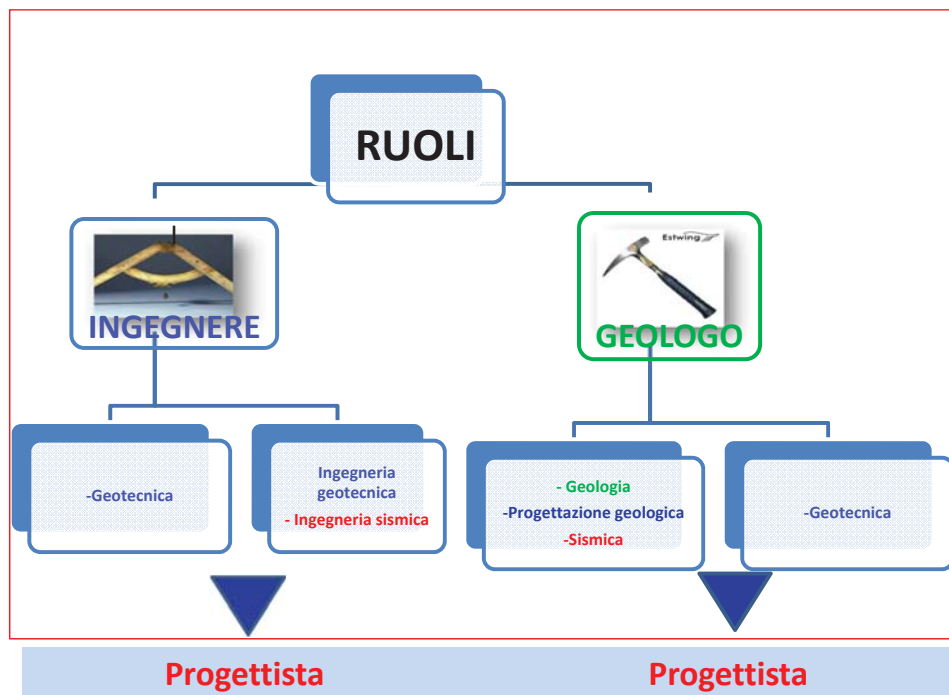 RUOLI
Estwing
INGEGNERE
GEOLOGO
-Geotecnica
Ingegneria
geotecnica
- Ingegneria sismica
- Geologia
-Progettazione geologica
-Sismica
-Geotecnica
Progettista
Progettista